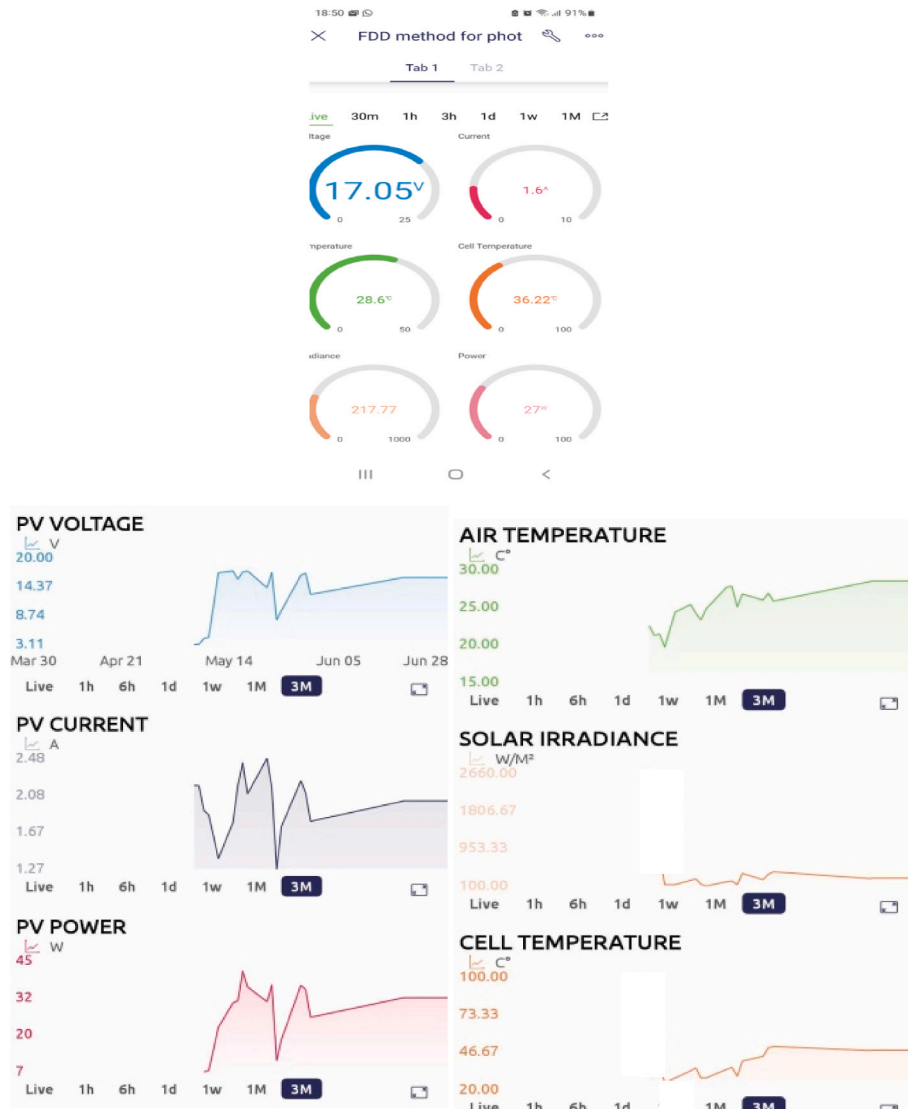 18:50 91%
FDD method for phot
Tab 1 Tab 2
ive 30m 1h 3h 1d 1w 1M
ltage Current
17.05V 1.6A
0 25 0 10
mperature Cell Temperature
28.6°C 36.22°C
0 50 0 100
adiance Power
217.77 27W
0 1000 0 100
PV VOLTAGE
V
20.00
14.37
8.74
3.11
Mar 30 Apr 21 May 14 Jun 05 Jun 28
Live 1h 6h 1d 1w 1M 3M
PV CURRENT
A
2.48
2.08
1.67
1.27
Live 1h 6h 1d 1w 1M 3M
PV POWER
W
45
32
20
7
Live 1h 6h 1d 1w 1M 3M
AIR TEMPERATURE
C°
30.00
25.00
20.00
15.00
Live 1h 6h 1d 1w 1M 3M
SOLAR IRRADIANCE
W/M²
2660.00
1806.67
953.33
100.00
Live 1h 6h 1d 1w 1M 3M
CELL TEMPERATURE
C°
100.00
73.33
46.67
20.00
Live 1h 6h 1d 1M 3M